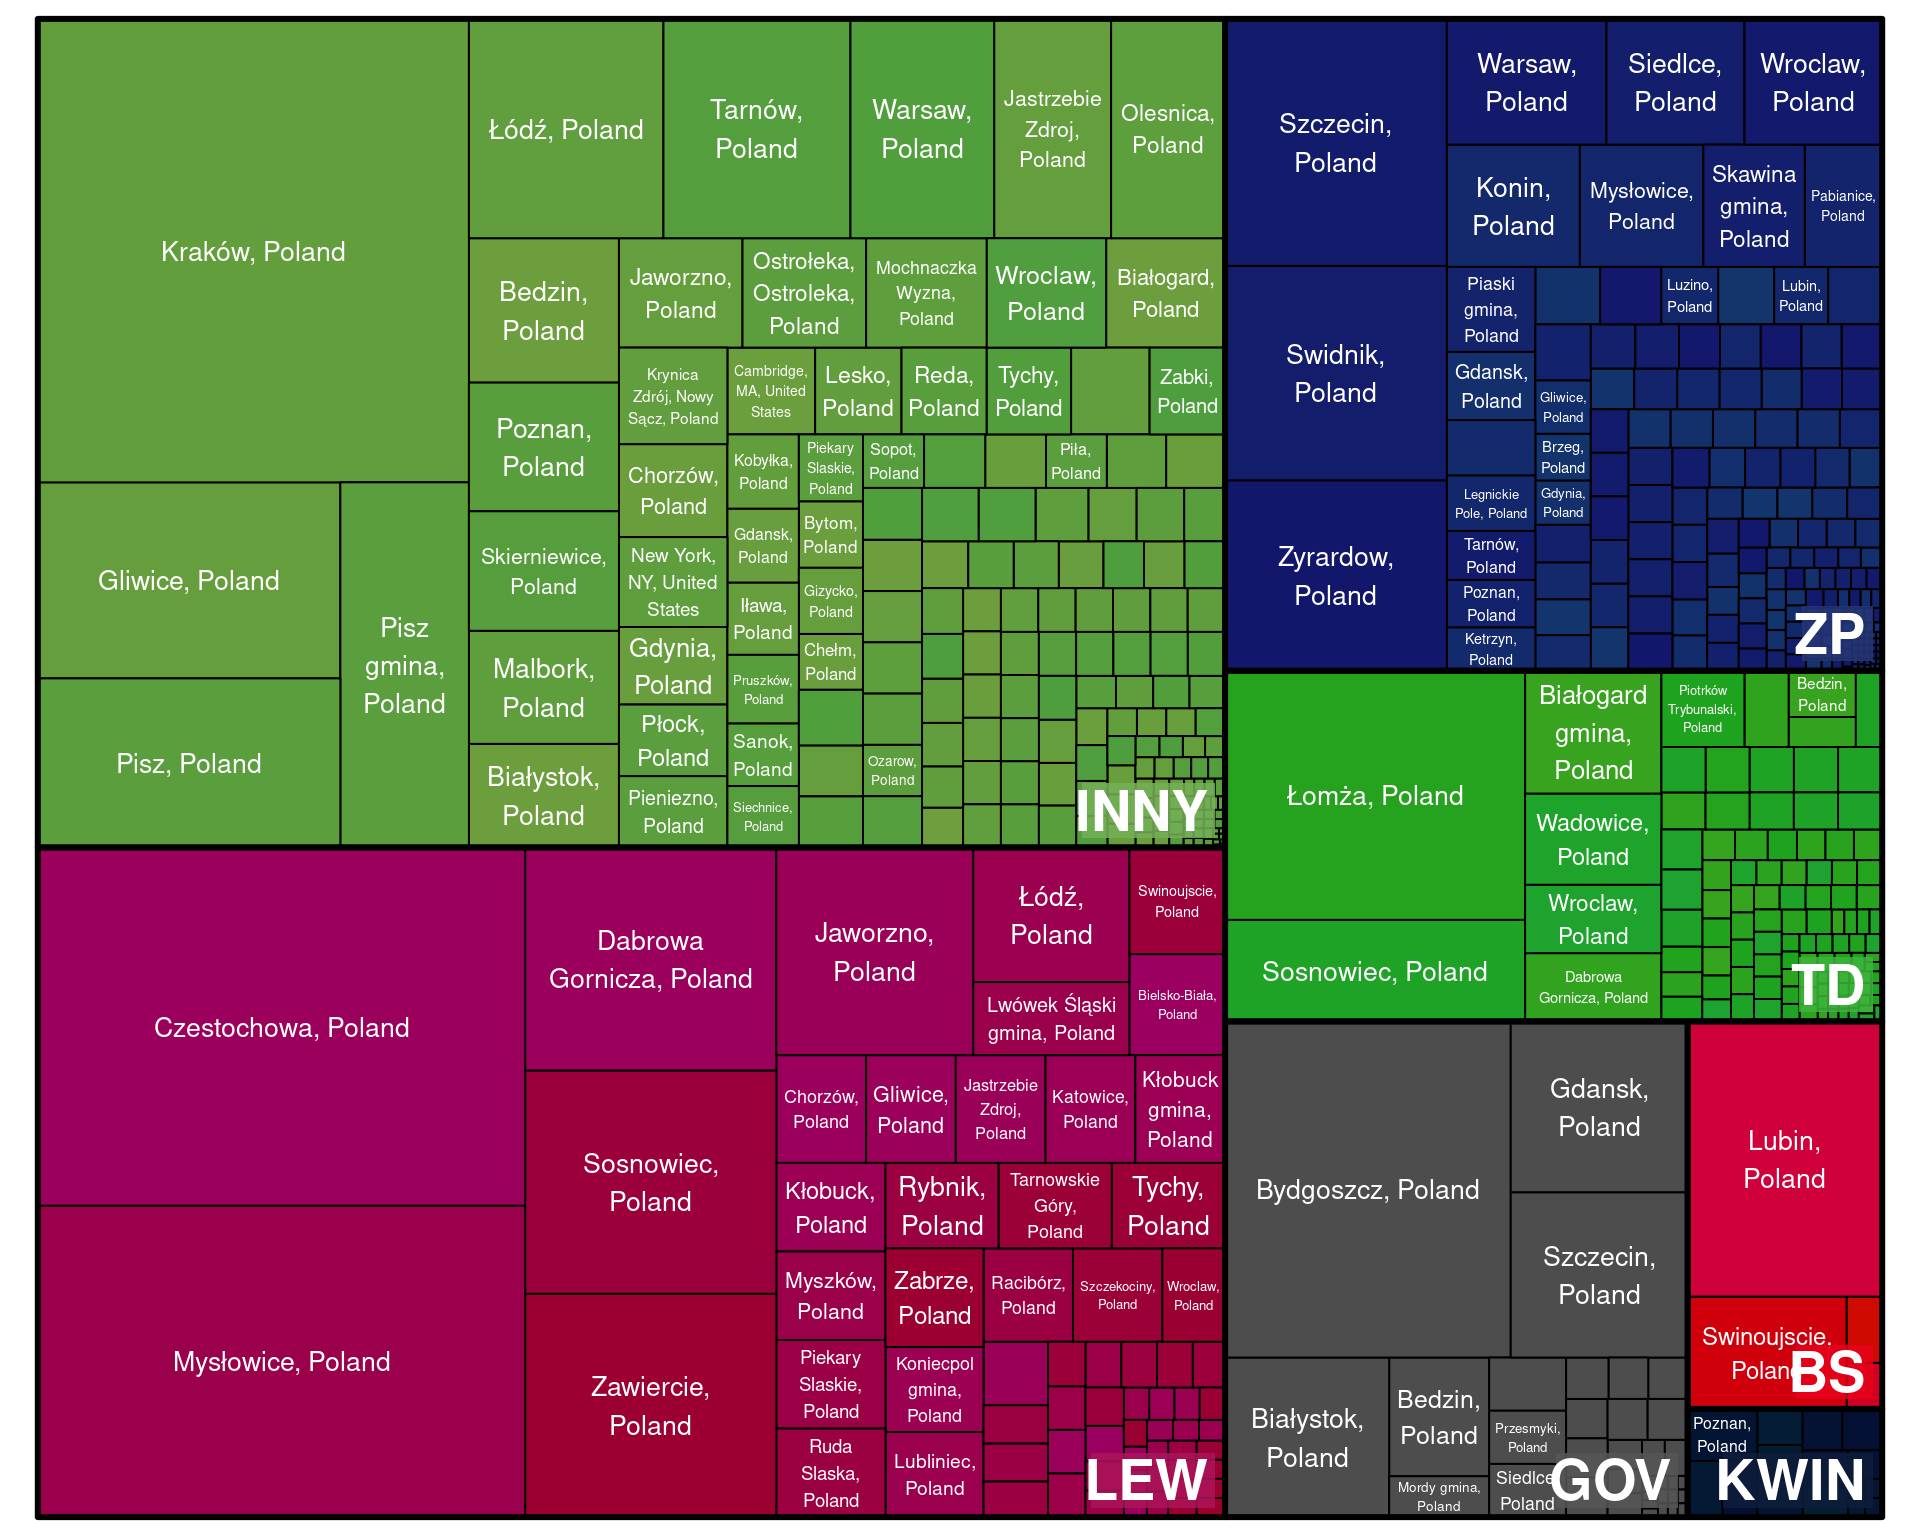 Kraków, Poland
Łódź, Poland
Tarnów,
Poland
Warsaw,
Poland
Jastrzebie
Zdroj,
Poland
Olesnica,
Poland
Gliwice, Poland
Pisz
gmina,
Poland
Pisz, Poland
Bedzin,
Poland
Poznan,
Poland
Skierniewice,
Poland
Malbork,
Poland
Białystok,
Poland
Jaworzno,
Poland
Ostrołeka,
Ostroleka,
Poland
Mochnaczka
Wyzna,
Poland
Wroclaw,
Poland
Białogard,
Poland
Krynica
Zdrój, Nowy
Sącz, Poland
Chorzów,
Poland
New York,
NY, United
States
Gdynia,
Poland
Płock,
Poland
Pieniezno,
Poland
Cambridge,
MA, United
States
Lesko,
Poland
Reda,
Poland
Tychy,
Poland
Zabki,
Poland
Kobyłka,
Poland
Gdansk,
Poland
Iława,
Poland
Pruszków,
Poland
Sanok,
Poland
Siechnice,
Poland
Piekary
Slaskie,
Poland
Bytom,
Poland
Gizycko,
Poland
Chełm,
Poland
Sopot,
Poland
Piła,
Poland
Ozarow,
Poland
INNY
Szczecin,
Poland
Swidnik,
Poland
Zyrardow,
Poland
Warsaw,
Poland
Siedlce,
Poland
Wroclaw,
Poland
Konin,
Poland
Mysłowice,
Poland
Skawina
gmina,
Poland
Pabianice,
Poland
Piaski
gmina,
Poland
Gdansk,
Poland
Legnickie
Pole, Poland
Tarnów,
Poland
Poznan,
Poland
Ketrzyn,
Poland
Luzino,
Poland
Lubin,
Poland
Gliwice,
Poland
Brzeg,
Poland
Gdynia,
Poland
ZP
Łomża, Poland
Sosnowiec, Poland
Białogard
gmina,
Poland
Wadowice,
Poland
Wroclaw,
Poland
Dabrowa
Gornicza, Poland
Piotrków
Trybunalski,
Poland
Bedzin,
Poland
TD
Czestochowa, Poland
Mysłowice, Poland
Dabrowa
Gornicza, Poland
Sosnowiec,
Poland
Zawiercie,
Poland
Jaworzno,
Poland
Łódź,
Poland
Lwówek Śląski
gmina, Poland
Swinoujscie,
Poland
Bielsko-Biała,
Poland
Chorzów,
Poland
Gliwice,
Poland
Jastrzebie
Zdroj,
Poland
Katowice,
Poland
Kłobuck
gmina,
Poland
Kłobuck,
Poland
Myszków,
Poland
Piekary
Slaskie,
Poland
Ruda
Slaska,
Poland
Rybnik,
Poland
Tarnowskie
Góry,
Poland
Tychy,
Poland
Zabrze,
Poland
Koniecpol
gmina,
Poland
Lubliniec,
Poland
Racibórz,
Poland
Szczekociny,
Poland
Wroclaw,
Poland
LEW
Bydgoszcz, Poland
Gdansk,
Poland
Szczecin,
Poland
Białystok,
Poland
Bedzin,
Poland
Mordy gmina,
Poland
Przesmyki,
Poland
Siedlce
Poland
GOV
Lubin,
Poland
Swinoujscie.
Poland
BS
Poznan,
Poland
KWIN